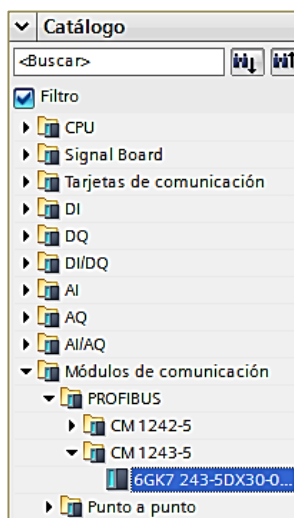 Catálogo
<Buscar>
Filtro
CPU
Signal Board
Tarjetas de comunicación
DI
DQ
DI/DQ
AI
AQ
AI/AQ
Módulos de comunicación
PROFIBUS
CM 1242-5
CM 1243-5
6GK7 243-5DX30-0...
Punto a punto